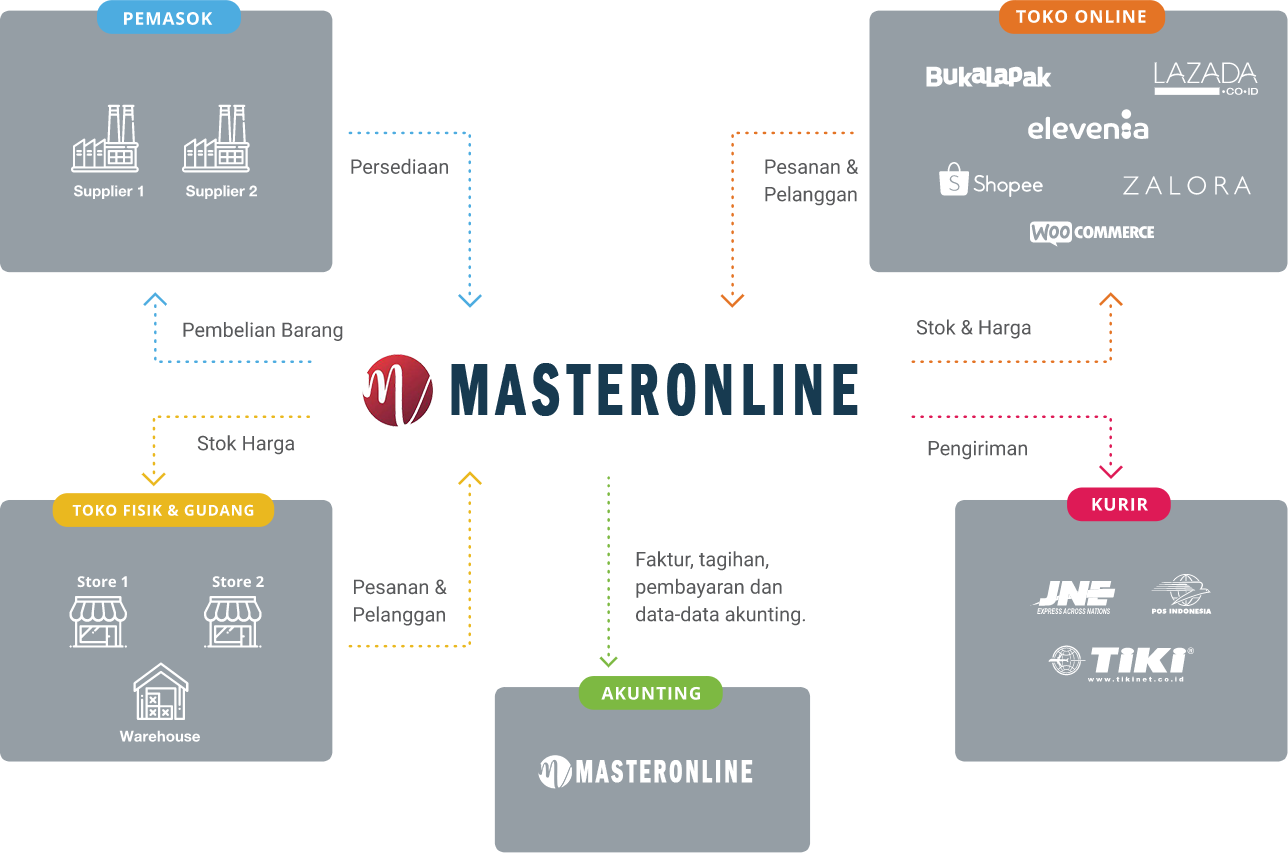 PEMASOK
Supplier 1
Supplier 2
Persediaan
Pembelian Barang
TOKO ONLINE
BukaLapak
LAZADA
.CO.ID
elevenia
S Shopee
ZALORA
WOO COMMERCE
Pesanan &
Pelanggan
Stok & Harga
m MASTERONLINE
Stok Harga
TOKO FISIK & GUDANG
Store 1
Store 2
Warehouse
Pesanan &
Pelanggan
Faktur, tagihan,
pembayaran dan
data-data akunting.
AKUNTING
m MASTERONLINE
Pengiriman
KURIR
JNE
EXPRESS ACROSS NATIONS
POS INDONESIA
TIKI®
www.tikinet.co.id